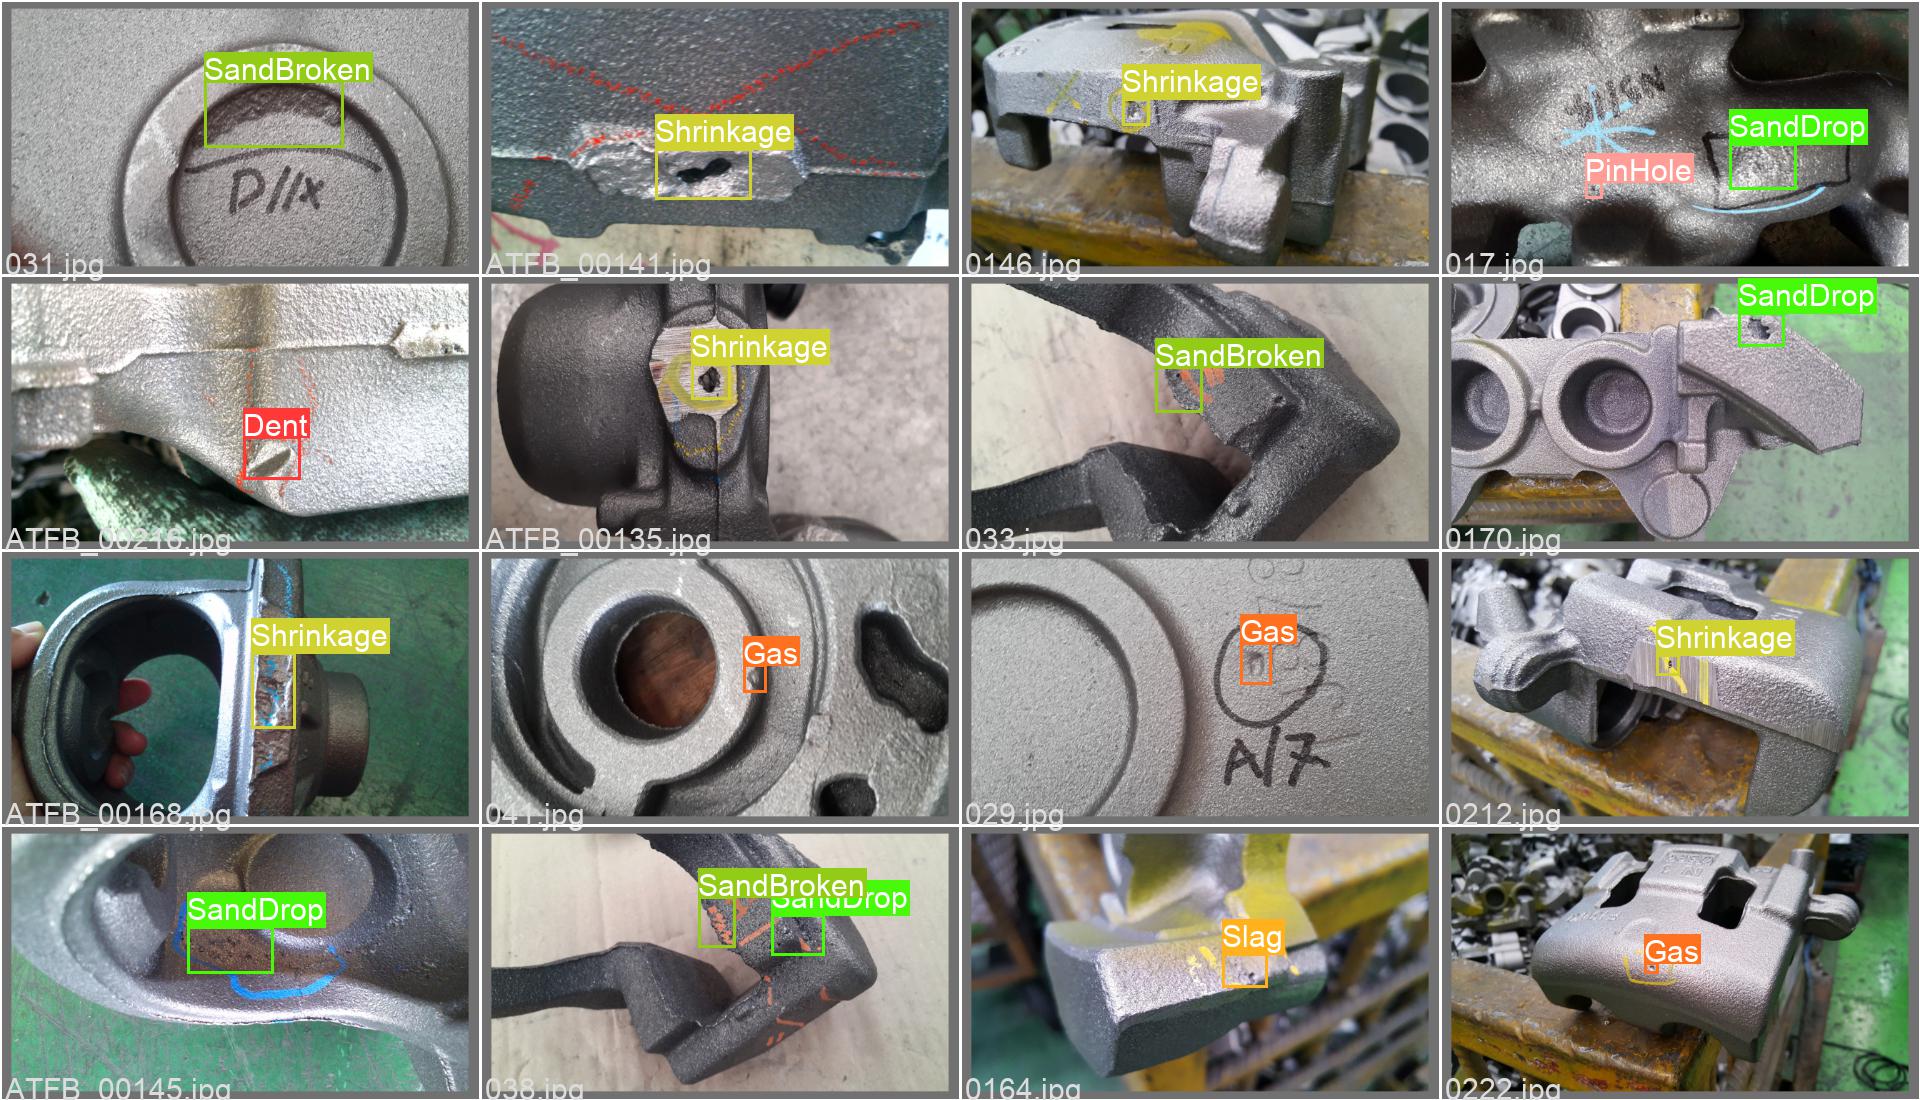 SandBroken
D//x
031.jpg
Shrinkage
ATFB_00141.jpg
Shrinkage
0146.jpg
SandDrop
PinHole
017.jpg
Dent
ATFB_00216.jpg
Shrinkage
ATFB_00135.jpg
SandBroken
033.jpg
SandDrop
0170.jpg
Shrinkage
ATFB_00168.jpg
Gas
041.jpg
Gas
A/7
029.jpg
Shrinkage
0212.jpg
SandDrop
ATFB_00145.jpg
SandBroken
SandDrop
038.jpg
Slag
0164.jpg
Gas
0222.jpg